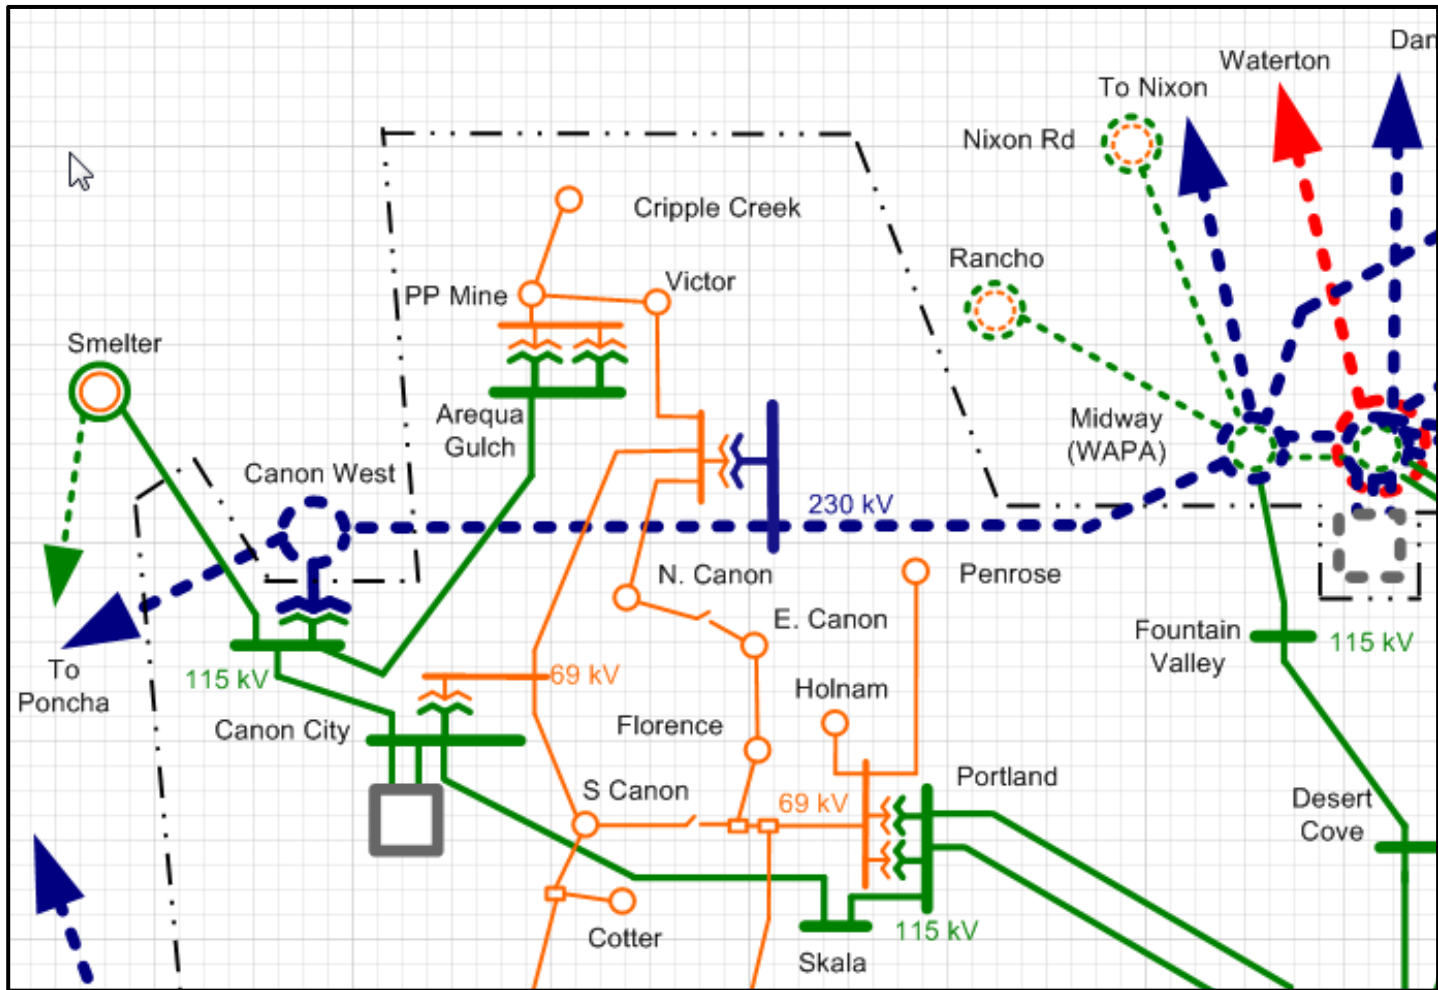 Dan
Waterton
To Nixon
Nixon Rd
Cripple Creek
Rancho
Victor
PP Mine
Smelter
Arequa
Gulch
Midway
(WAPA)
Canon West
230 kV
N. Canon
Penrose
E. Canon
Fountain
Valley
115 kV
To
Poncha
115 kV
69 kV
Holnam
Canon City
Florence
Portland
S Canon
69 kV
Desert
Cove
Cotter
115 kV
Skala